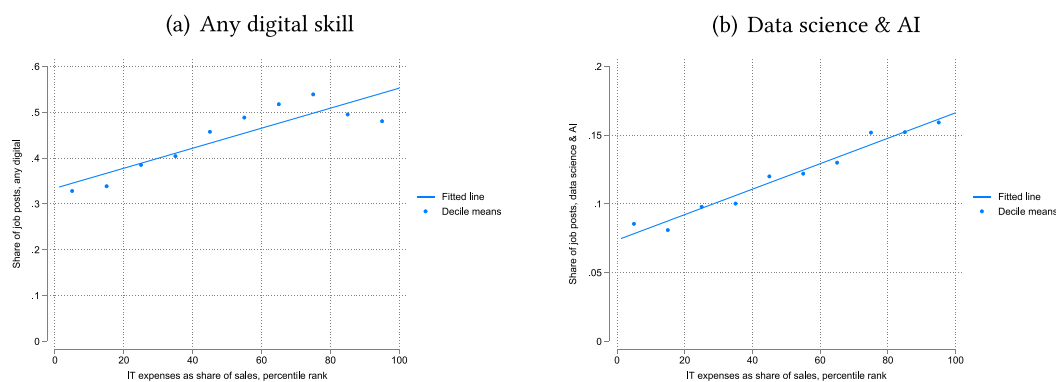 (a) Any digital skill
Share of job posts, any digital
.6
.5
.4
.3
.2
.1
0
0 20 40 60 80 100
IT expenses as share of sales, percentile rank
Fitted line
Decile means
(b) Data science & AI
Share of job posts, data science & AI
.2
.15
.1
.05
0
0 20 40 60 80 100
IT expenses as share of sales, percentile rank
Fitted line
Decile means